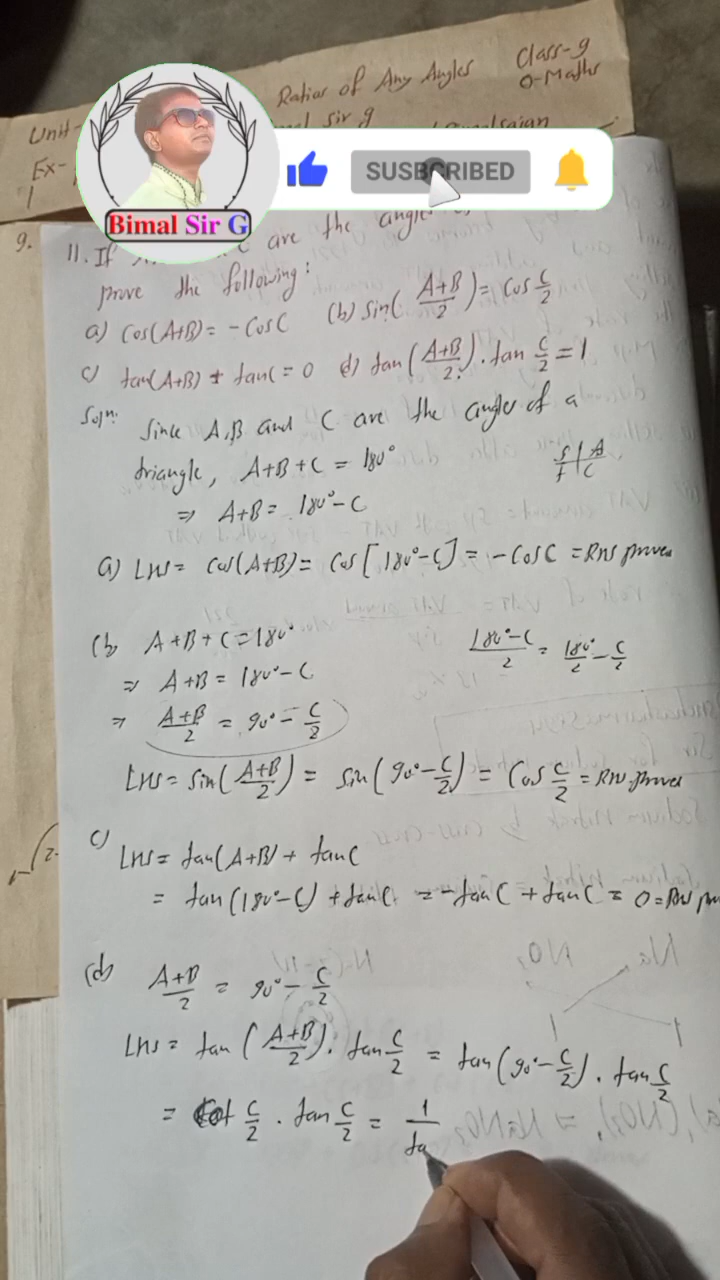 Unit-
Ratios of Any Angles
Class-9
O-Maths
Sir g
Ex-
1
SUSBCRIBED
Bimal Sir G
9.
11. If C are the angle
prove the following:
a) Cos(A+B) = -CosC (b) Sin(A+B/2) = Cos C/2
c) tan(A+B) + tanC = 0 d) tan(A+B/2) . tan C/2 = 1
Soln: Since A,B and C are the angles of a
triangle, A+B+C = 180°
S | A
t | C
⇒ A+B = 180°-C
a) LHS = Cos(A+B) = Cos[180°-C] = -CosC = RHS proved
(b) A+B+C = 180°
180°-C/2 = 180°/2 - C/2
⇒ A+B = 180°-C
⇒ A+B/2 = 90° - C/2
LHS = Sin(A+B/2) = Sin(90°-C/2) = Cos C/2 = RHS proved
c) LHS = tan(A+B) + tanC
= tan(180°-C) + tanC = -tanC + tanC = 0 = RHS
(d) A+B/2 = 90° - C/2
LHS = tan(A+B/2) . tan C/2 = tan(90°-C/2) . tan C/2
= Cot C/2 . tan C/2 = 1/ta